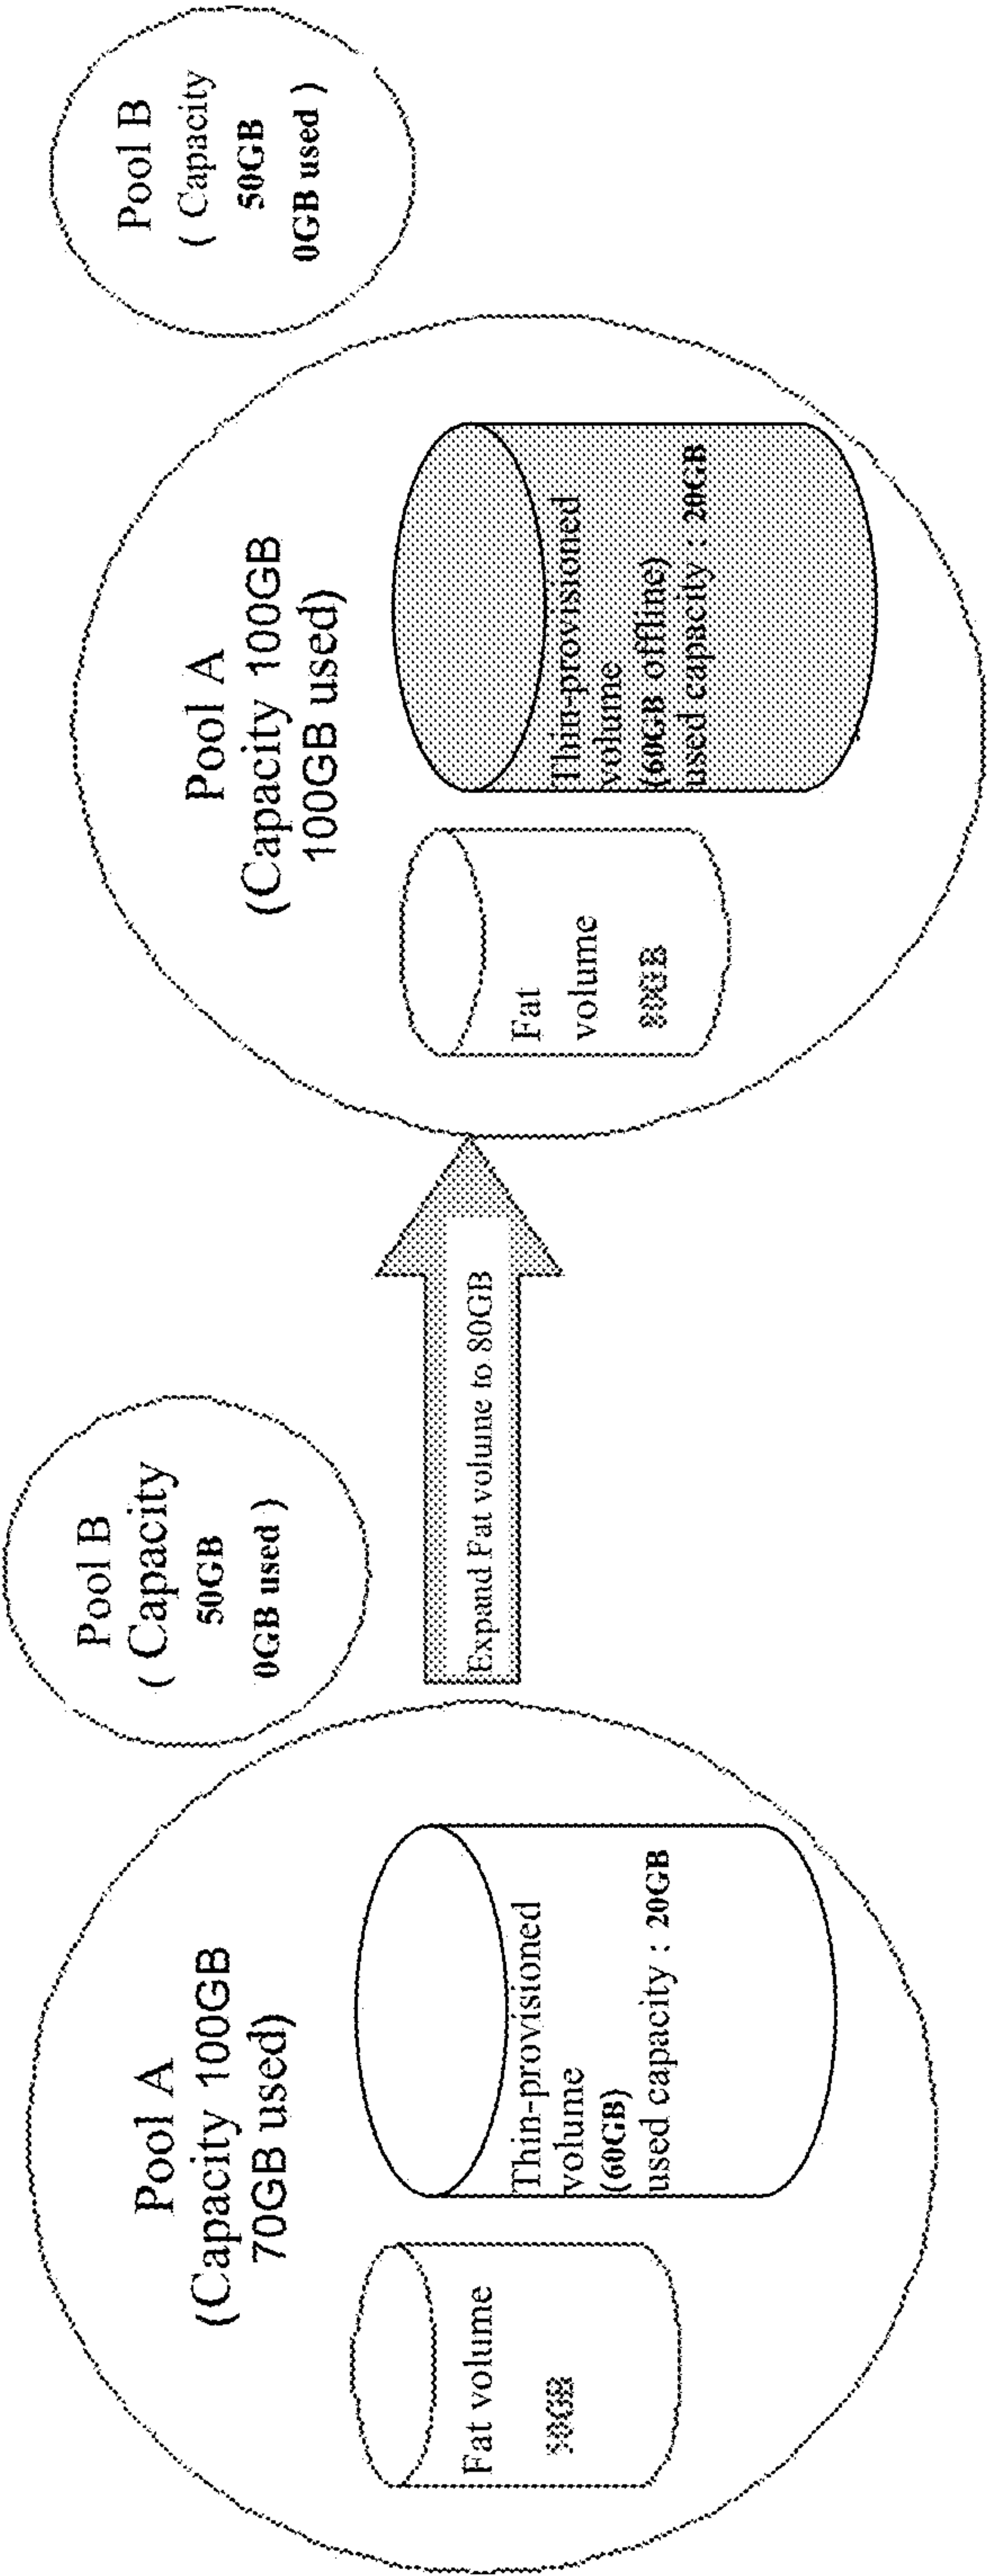 Pool A
(Capacity 100GB
70GB used)
Fat volume
50GB
Thin-provisioned
volume
(60GB)
used capacity : 20GB
Pool B
( Capacity
50GB
0GB used )
Expand Fat volume to 80GB
Pool A
(Capacity 100GB
100GB used)
Fat
volume
80GB
Thin-provisioned
volume
(60GB offline)
used capacity : 20GB
Pool B
( Capacity
50GB
0GB used )